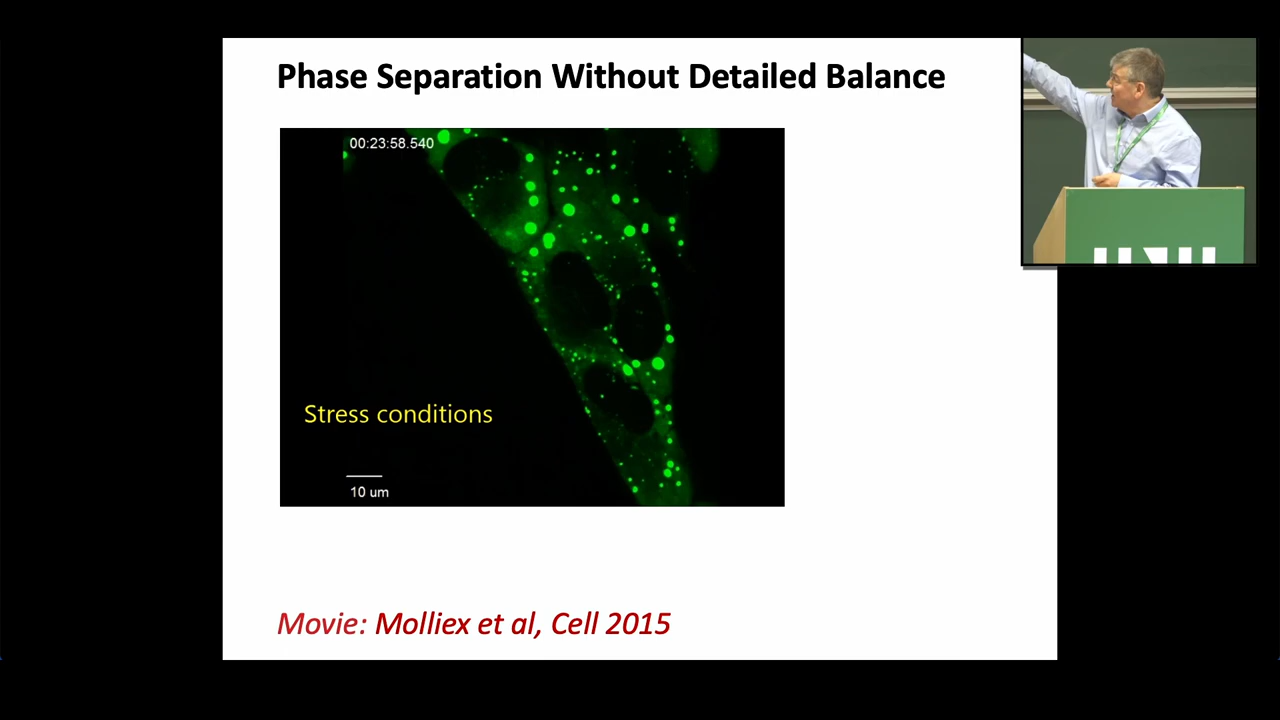 Phase Separation Without Detailed Balance
00:23:58.540
Stress conditions
10 um
Movie: Molliex et al, Cell 2015